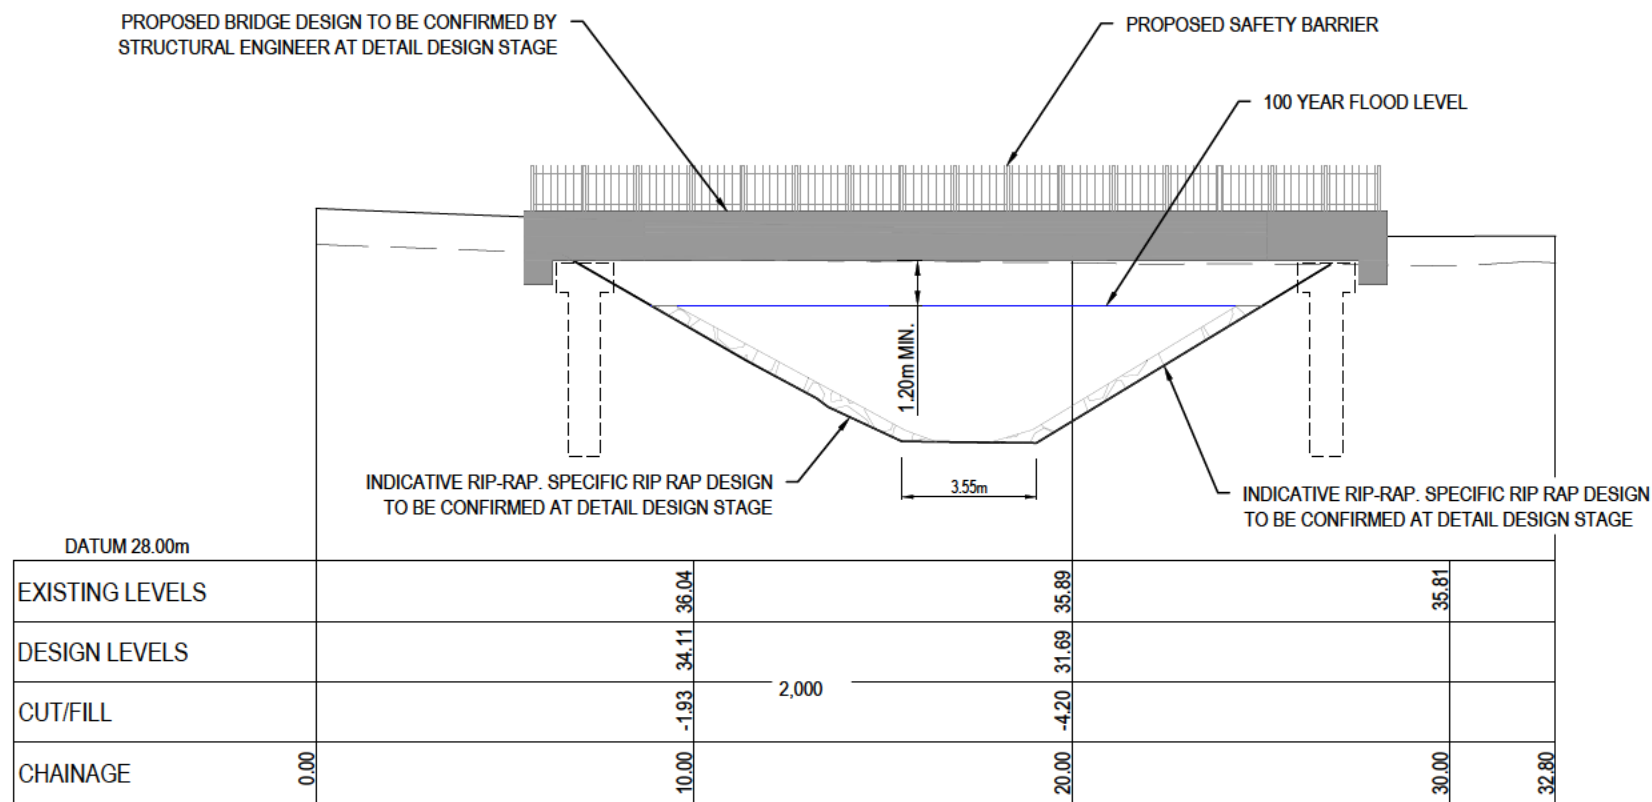 PROPOSED BRIDGE DESIGN TO BE CONFIRMED BY
STRUCTURAL ENGINEER AT DETAIL DESIGN STAGE
PROPOSED SAFETY BARRIER
100 YEAR FLOOD LEVEL
1.20m MIN.
3.55m
INDICATIVE RIP-RAP. SPECIFIC RIP RAP DESIGN
TO BE CONFIRMED AT DETAIL DESIGN STAGE
INDICATIVE RIP-RAP. SPECIFIC RIP RAP DESIGN
TO BE CONFIRMED AT DETAIL DESIGN STAGE
DATUM 28.00m
EXISTING LEVELS 36.04 35.89 35.81
DESIGN LEVELS 34.11 31.69
2,000
CUT/FILL -1.93 -4.20
CHAINAGE 0.00 10.00 20.00 30.00 32.80